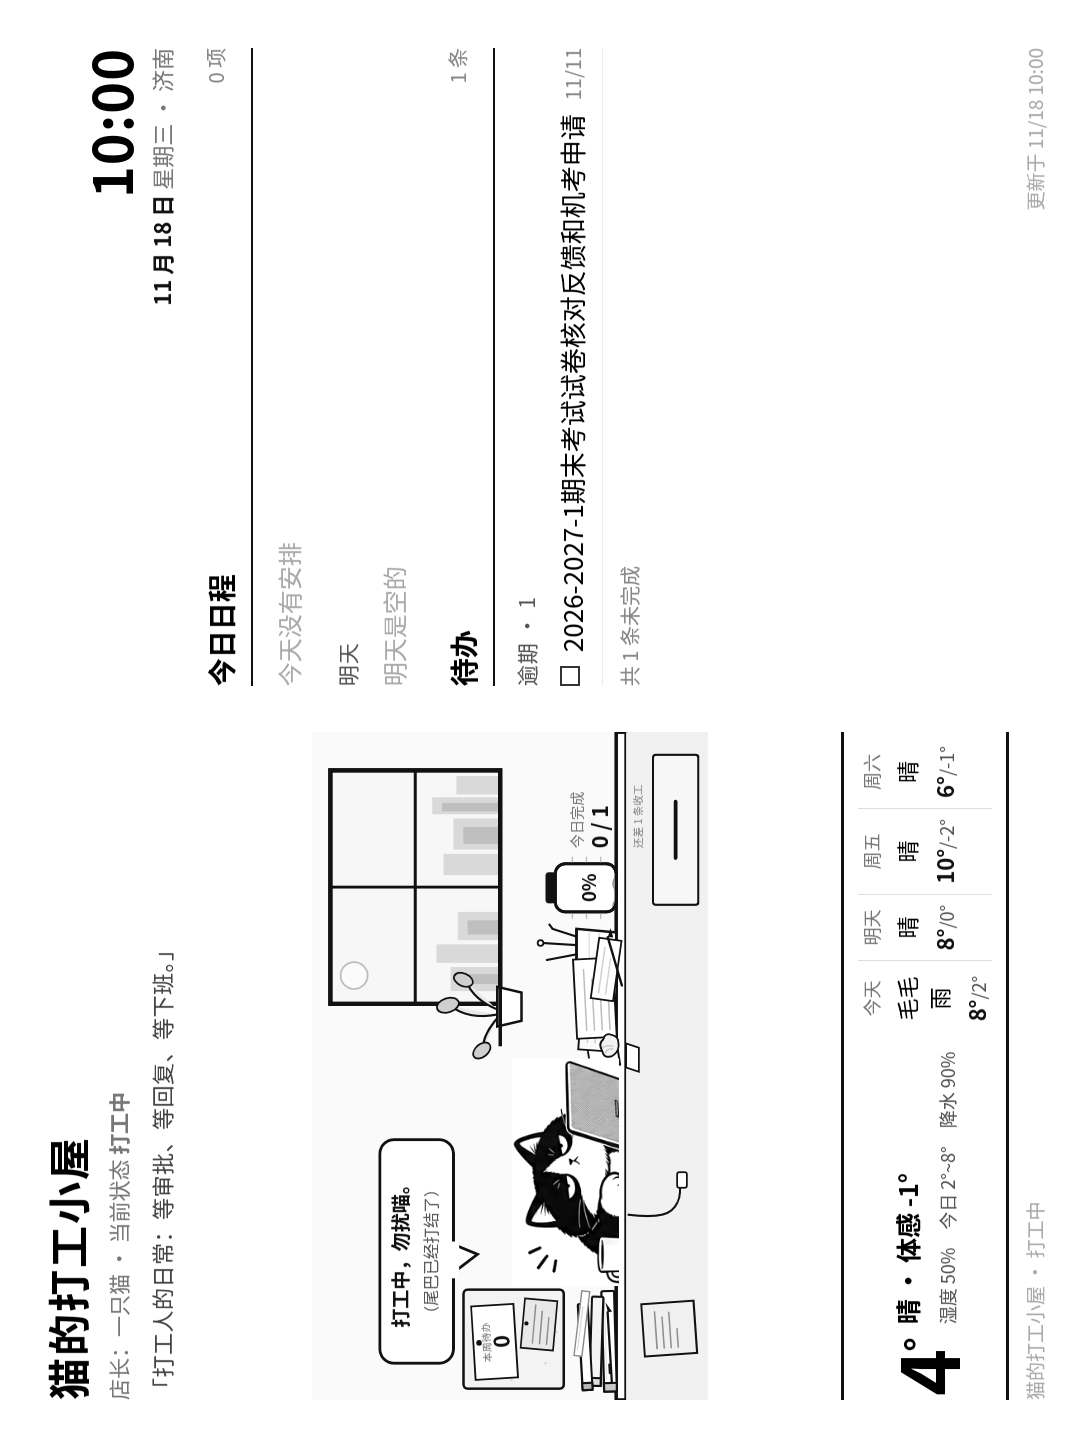 猫的打工小屋
店长：一只猫 · 当前状态 打工中
「打工人的日常：等审批、等回复、等下班。」
10:00
11 月 18 日 星期三 · 济南
打工中，勿扰喵。
（尾巴已经打结了）
本周待办
0
0%
今日完成
0 / 1
还差 1 条收工
4° 晴 · 体感 -1°
湿度 50% 今日 2°~8° 降水 90%
今天
毛毛雨
8°/2°
明天
晴
8°/0°
周五
晴
10°/-2°
周六
晴
6°/-1°
今日日程 0 项
今天没有安排
明天
明天是空的
待办 1 条
逾期 · 1
2026-2027-1期末考试试卷核对反馈和机考申请 11/11
共 1 条未完成
猫的打工小屋 · 打工中
更新于 11/18 10:00